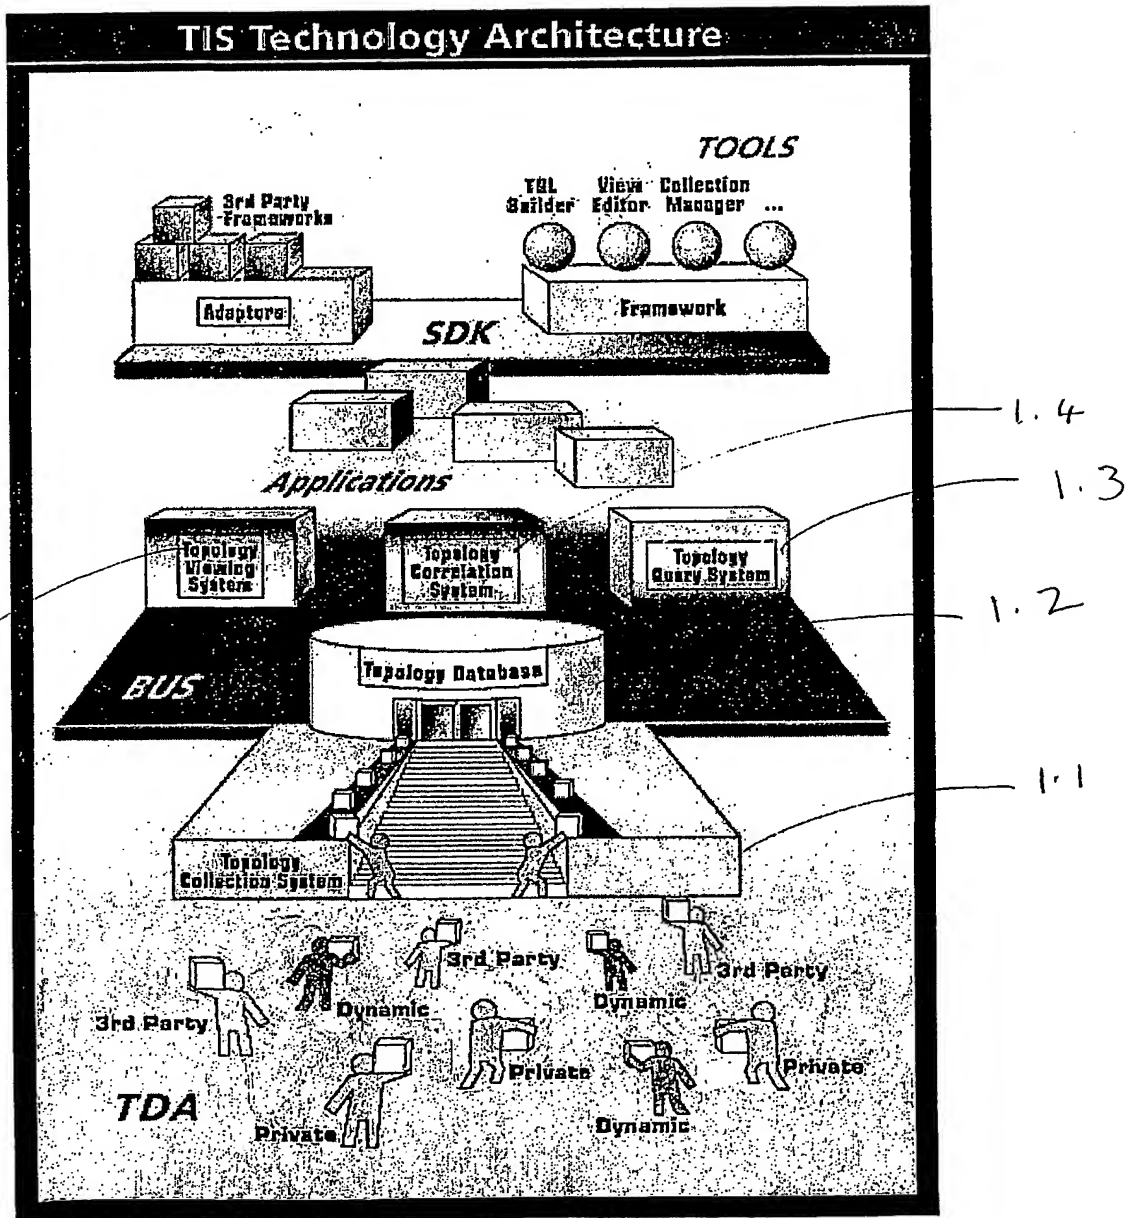 TIS Technology Architecture
TOOLS
TQL
Builder
View
Editor
Collection
Manager
...
3rd Party
Frameworks
Adaptors
Framework
SDK
1.4
Applications
1.3
Topology
Viewing
System
Topology
Correlation
System
Topology
Query System
1.2
Topology Database
BUS
1.1
Topology
Collection System
3rd Party
3rd Party
Dynamic
Dynamic
3rd Party
Private
Private
TDA
Private
Dynamic